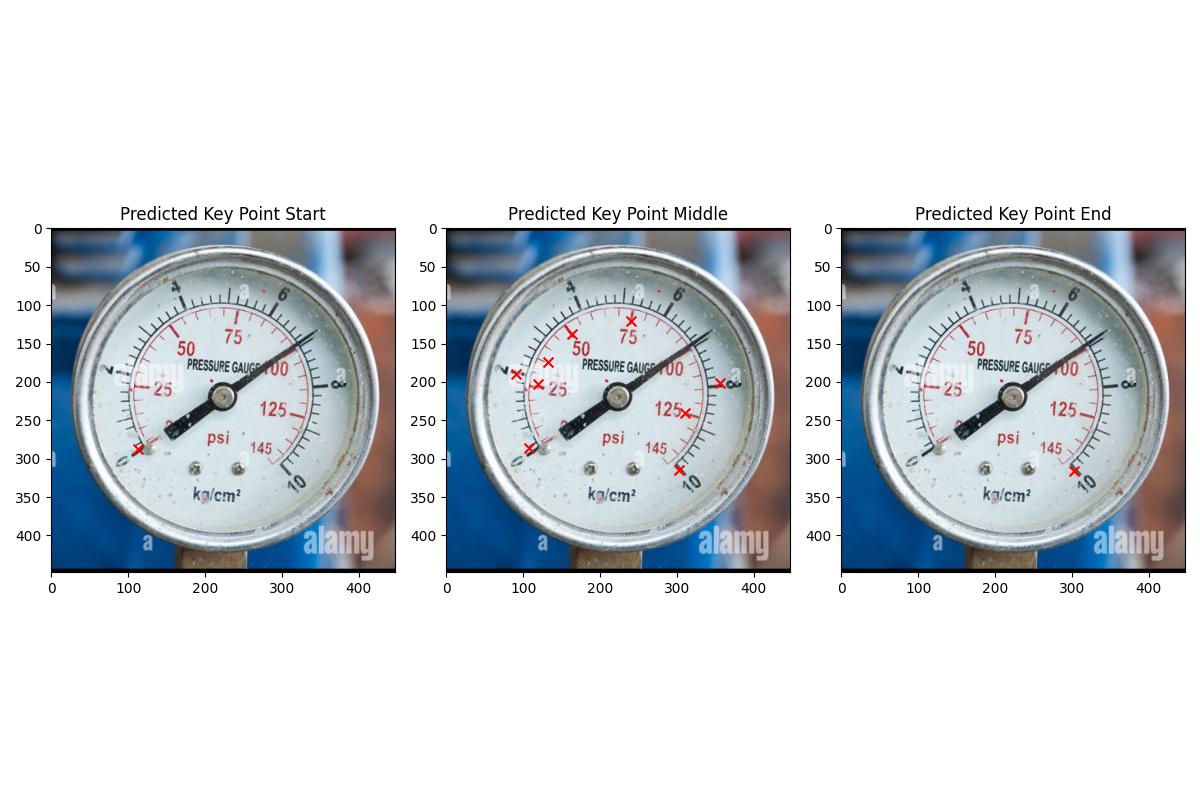 Predicted Key Point Start
0
50
100
150
200
250
300
350
400
4
6
75
50
PRESSURE GAUGE
100
2
25
8
125
0
psi
145
10
kg/cm²
a
a
a
alamy
0 100 200 300 400
Predicted Key Point Middle
0
50
100
150
200
250
300
350
400
4
6
75
50
PRESSURE GAUGE
100
2
25
8
125
0
psi
145
10
kg/cm²
a
a
a
alamy
0 100 200 300 400
Predicted Key Point End
0
50
100
150
200
250
300
350
400
4
6
75
50
PRESSURE GAUGE
100
2
25
8
125
0
psi
145
10
kg/cm²
a
a
a
alamy
0 100 200 300 400